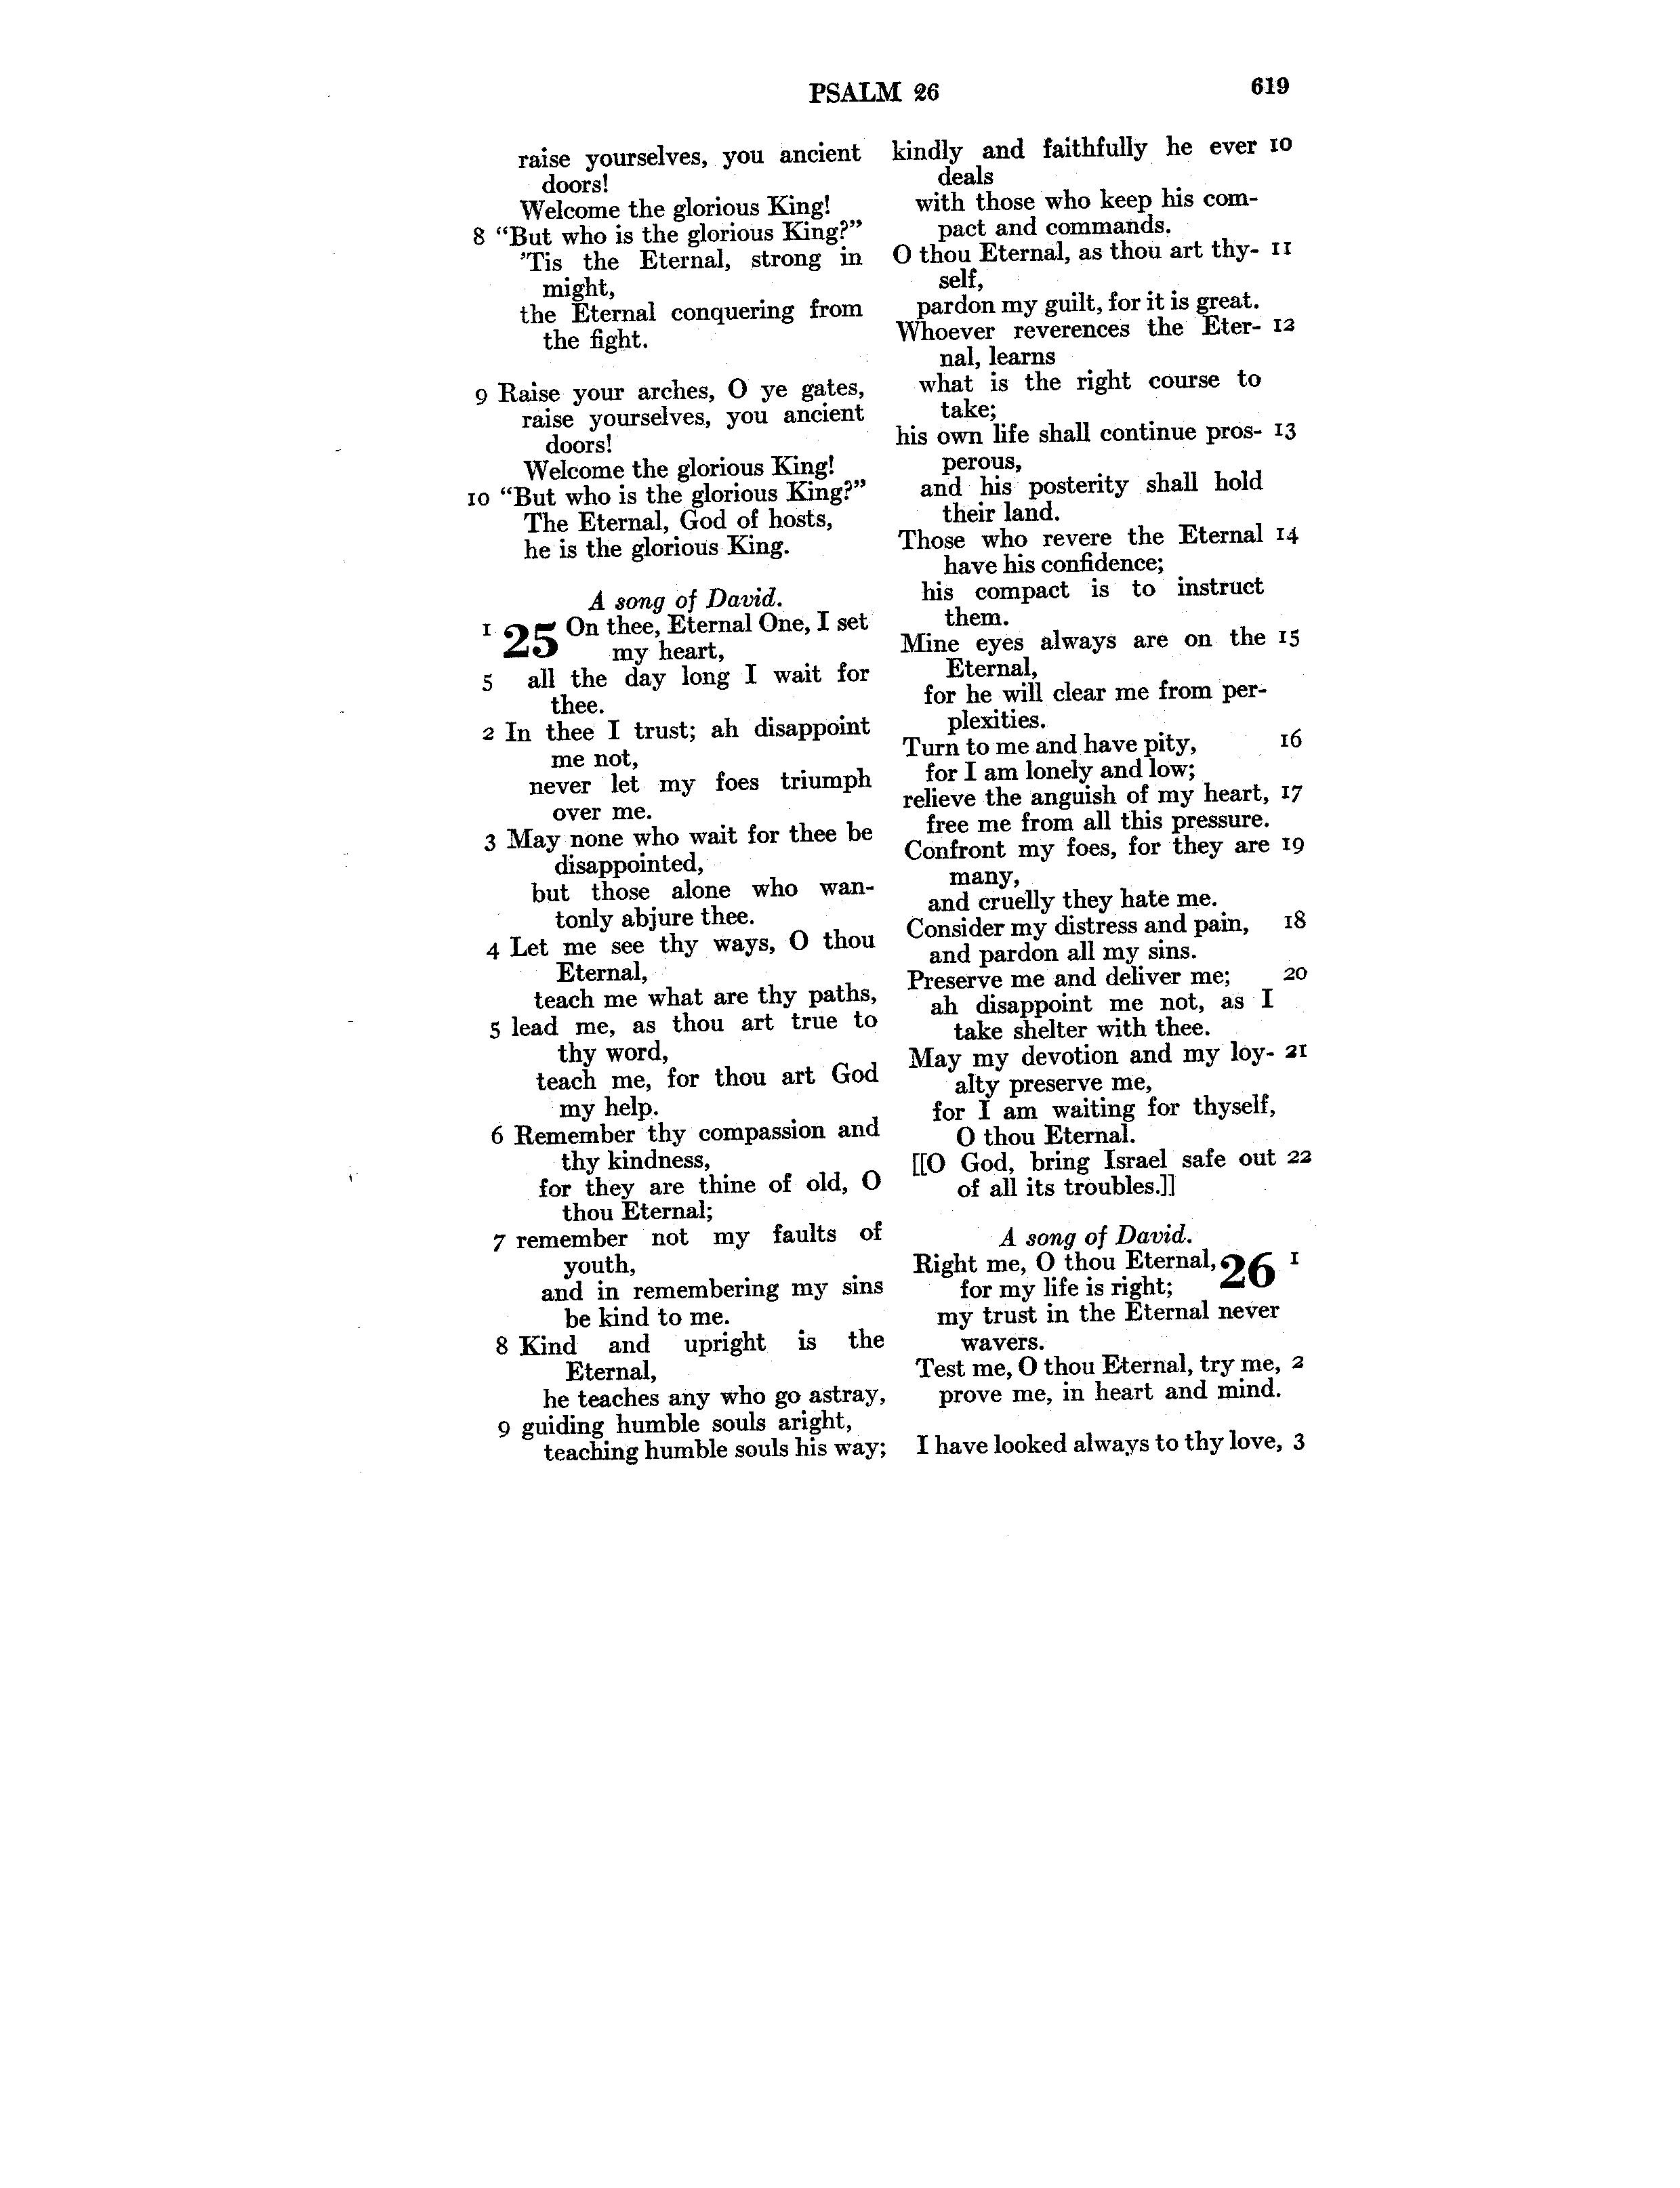 PSALM 26
619
raise yourselves, you ancient
doors!
Welcome the glorious King!
8 “But who is the glorious King?”
’Tis the Eternal, strong in
might,
the Eternal conquering from
the fight.
9 Raise your arches, O ye gates,
raise yourselves, you ancient
doors!
Welcome the glorious King!
10 “But who is the glorious King?”
The Eternal, God of hosts,
he is the glorious King.
A song of David.
1 25 On thee, Eternal One, I set
my heart,
5 all the day long I wait for
thee.
2 In thee I trust; ah disappoint
me not,
never let my foes triumph
over me.
3 May none who wait for thee be
disappointed,
but those alone who wan-
tonly abjure thee.
4 Let me see thy ways, O thou
Eternal,
teach me what are thy paths,
5 lead me, as thou art true to
thy word,
teach me, for thou art God
my help.
6 Remember thy compassion and
thy kindness,
for they are thine of old, O
thou Eternal;
7 remember not my faults of
youth,
and in remembering my sins
be kind to me.
8 Kind and upright is the
Eternal,
he teaches any who go astray,
9 guiding humble souls aright,
teaching humble souls his way;
kindly and faithfully he ever 10
deals
with those who keep his com-
pact and commands.
O thou Eternal, as thou art thy- 11
self,
pardon my guilt, for it is great.
Whoever reverences the Eter- 12
nal, learns
what is the right course to
take;
his own life shall continue pros- 13
perous,
and his posterity shall hold
their land.
Those who revere the Eternal 14
have his confidence;
his compact is to instruct
them.
Mine eyes always are on the 15
Eternal,
for he will clear me from per-
plexities.
Turn to me and have pity, 16
for I am lonely and low;
relieve the anguish of my heart, 17
free me from all this pressure.
Confront my foes, for they are 19
many,
and cruelly they hate me.
Consider my distress and pain, 18
and pardon all my sins.
Preserve me and deliver me; 20
ah disappoint me not, as I
take shelter with thee.
May my devotion and my loy- 21
alty preserve me,
for I am waiting for thyself,
O thou Eternal.
[[O God, bring Israel safe out 22
of all its troubles.]]
A song of David.
Right me, O thou Eternal, 26 1
for my life is right;
my trust in the Eternal never
wavers.
Test me, O thou Eternal, try me, 2
prove me, in heart and mind.
I have looked always to thy love, 3